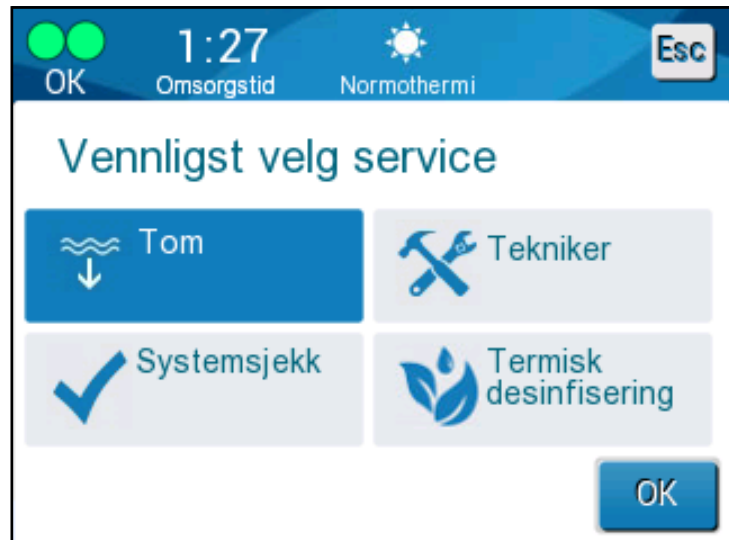 1:27
Esc
OK
Omsorgstid
Normothermi
Vennligst velg service
Tom
Tekniker
Systemsjekk
Termisk
desinfisering
OK